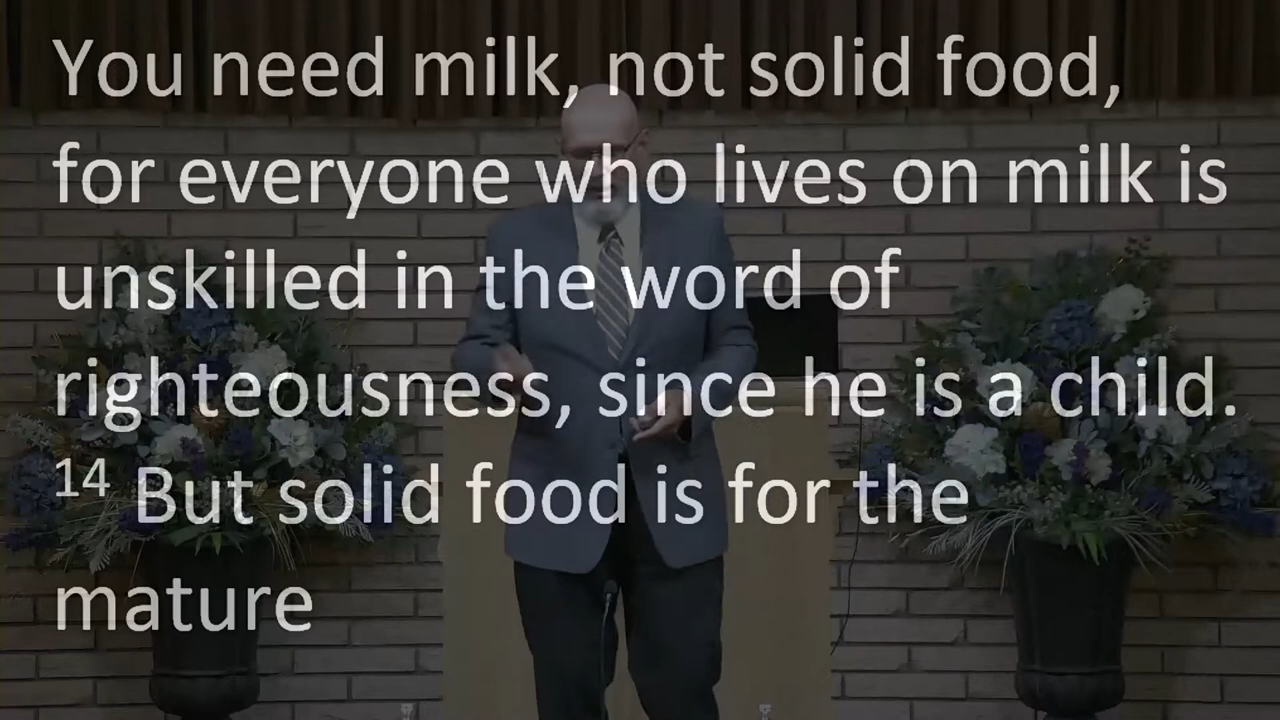 You need milk, not solid food,
for everyone who lives on milk is
unskilled in the word of
righteousness, since he is a child.
14 But solid food is for the
mature